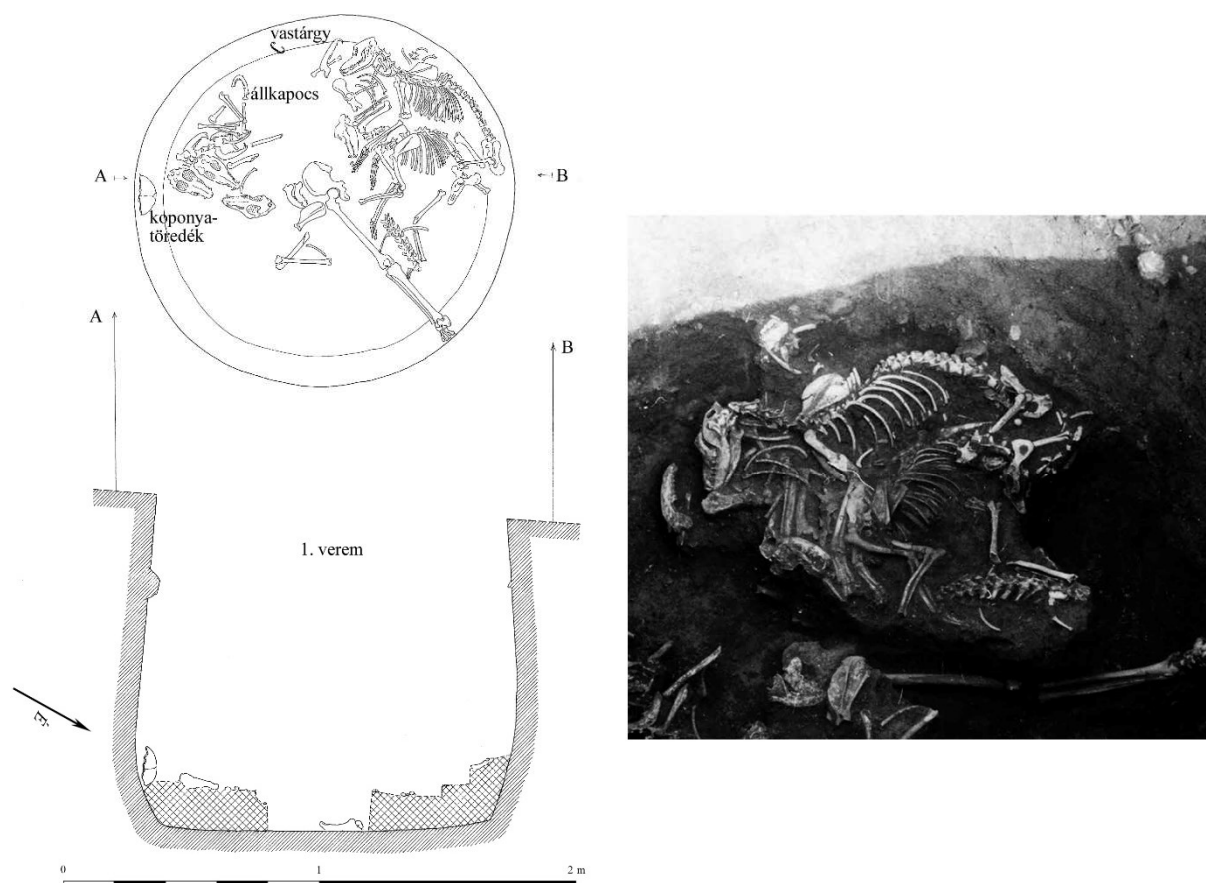 vastárgy
állkapocs
A
B
koponya-
töredék
A
B
1. verem
É
0
1
2 m